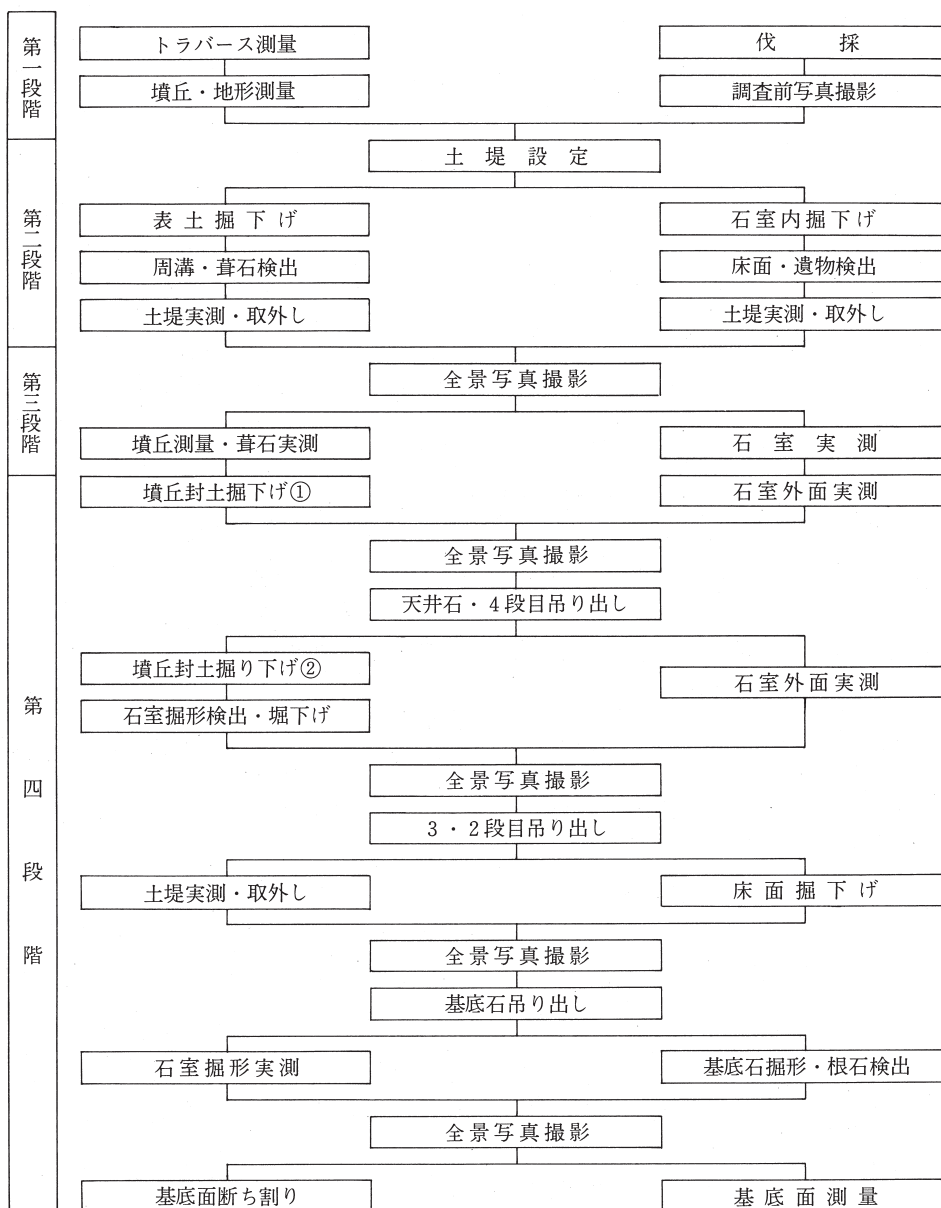 第一段階
トラバース測量
伐採
墳丘・地形測量
調査前写真撮影
第二段階
土堤設定
表土掘下げ
石室内掘下げ
周溝・葺石検出
床面・遺物検出
土堤実測・取外し
土堤実測・取外し
第三段階
全景写真撮影
墳丘測量・葺石実測
石室実測
第四段階
墳丘封土掘下げ①
石室外面実測
全景写真撮影
天井石・4段目吊り出し
墳丘封土掘り下げ②
石室外面実測
石室掘形検出・堀下げ
全景写真撮影
3・2段目吊り出し
土堤実測・取外し
床面掘下げ
全景写真撮影
基底石吊り出し
石室掘形実測
基底石掘形・根石検出
全景写真撮影
基底面断ち割り
基底面測量